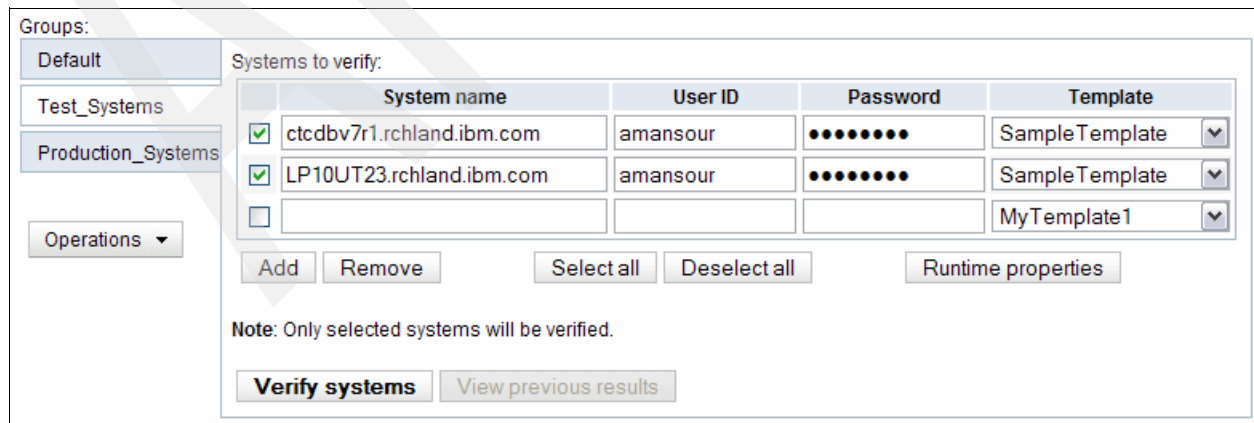 Groups:
Default
Test_Systems
Production_Systems
Operations
Systems to verify:
System name User ID Password Template
ctcdbv7r1.rchland.ibm.com amansour ●●●●●●●● SampleTemplate
LP10UT23.rchland.ibm.com amansour ●●●●●●●● SampleTemplate
MyTemplate1
Add Remove Select all Deselect all Runtime properties
Note: Only selected systems will be verified.
Verify systems View previous results